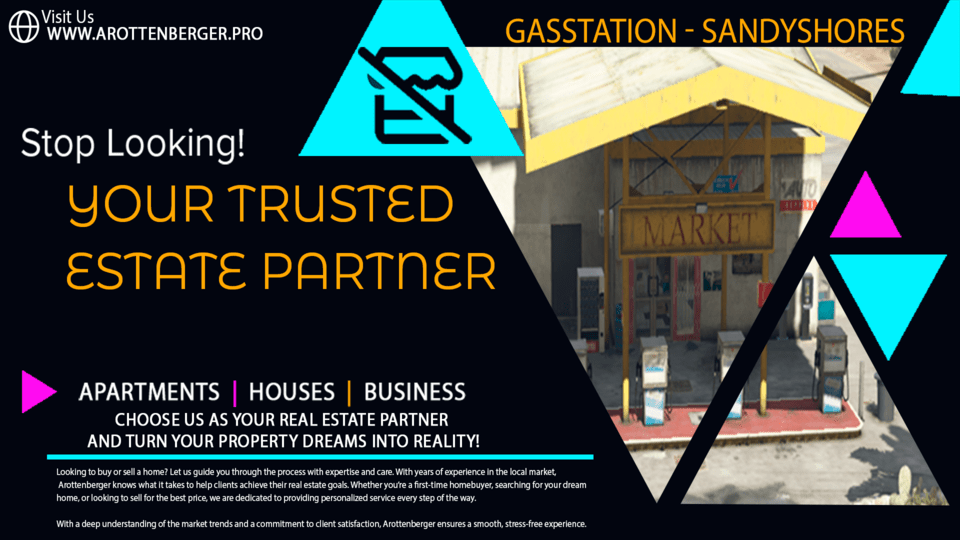 Visit Us
WWW.AROTTENBERGER.PRO
GASSTATION - SANDYSHORES
Stop Looking!
YOUR TRUSTED
ESTATE PARTNER
MARKET
AUTO
APARTMENTS | HOUSES | BUSINESS
CHOOSE US AS YOUR REAL ESTATE PARTNER
AND TURN YOUR PROPERTY DREAMS INTO REALITY!
Looking to buy or sell a home? Let us guide you through the process with expertise and care. With years of experience in the local market,
Arottenberger knows what it takes to help clients achieve their real estate goals. Whether you're a first-time homebuyer, searching for your dream
home, or looking to sell for the best price, we are dedicated to providing personalized service every step of the way.
With a deep understanding of the market trends and a commitment to client satisfaction, Arottenberger ensures a smooth, stress-free experience.